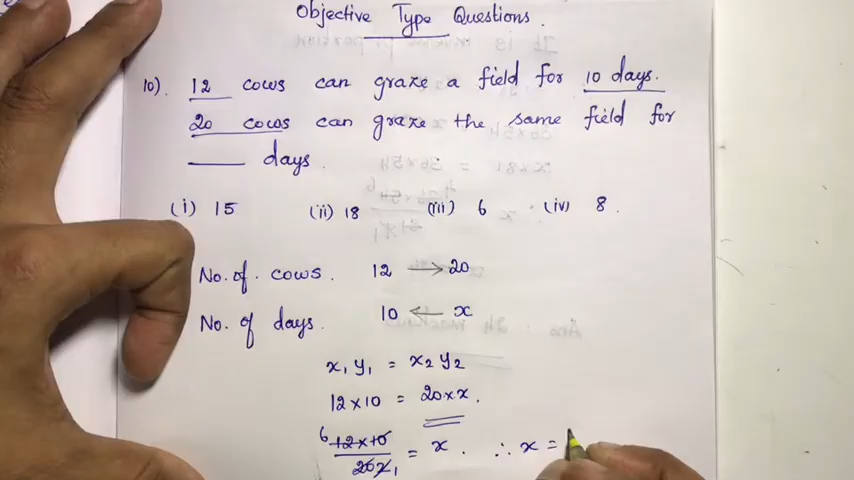 Objective Type Questions.
10). 12 cows can graze a field for 10 days.
20 cows can graze the same field for
____ days.
(i) 15 (ii) 18 (iii) 6 (iv) 8.
No. of. cows. 12 → 20
No. of days. 10 ← x
x₁ y₁ = x₂ y₂
12 × 10 = 20 × x.
6 12 × 10 / 20 2 1 = x. ∴ x =